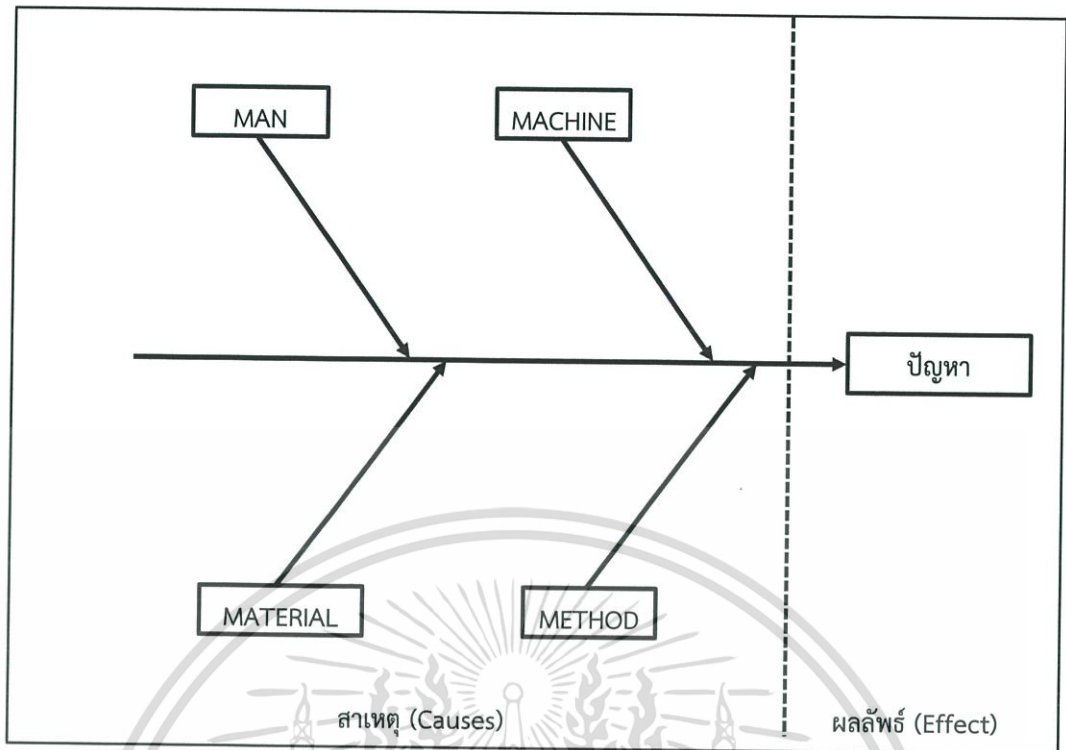 MAN
MACHINE
ปัญหา
MATERIAL
METHOD
สาเหตุ (Causes)
ผลลัพธ์ (Effect)